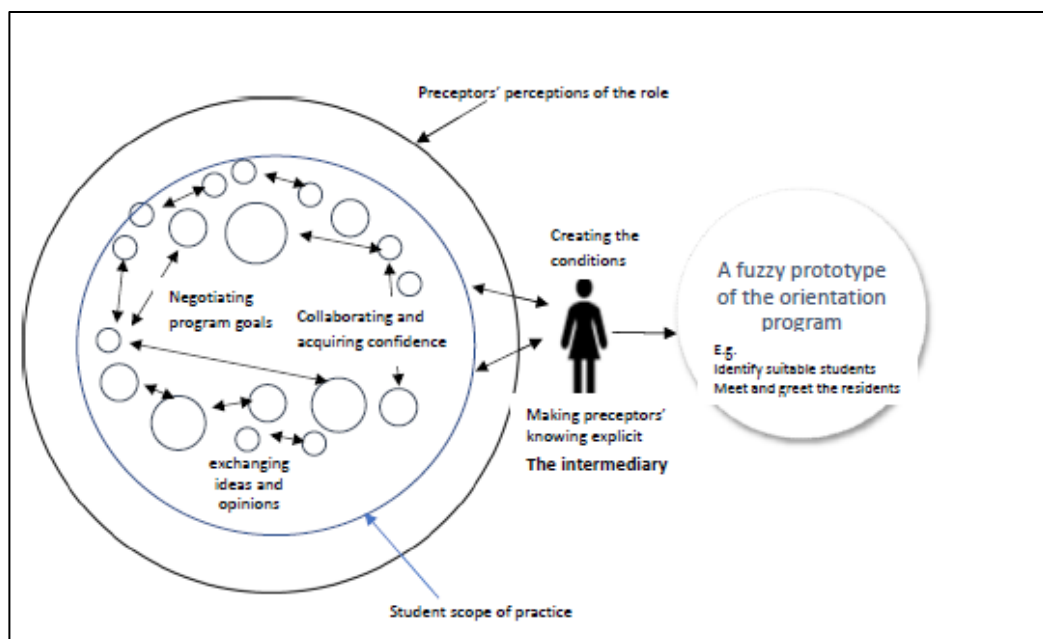 Preceptors' perceptions of the role
Creating the
conditions
Negotiating
program goals
Collaborating and
acquiring confidence
exchanging
ideas and
opinions
Making preceptors'
knowing explicit
The intermediary
A fuzzy prototype
of the orientation
program
E.g.
Identify suitable students
Meet and greet the residents
Student scope of practice